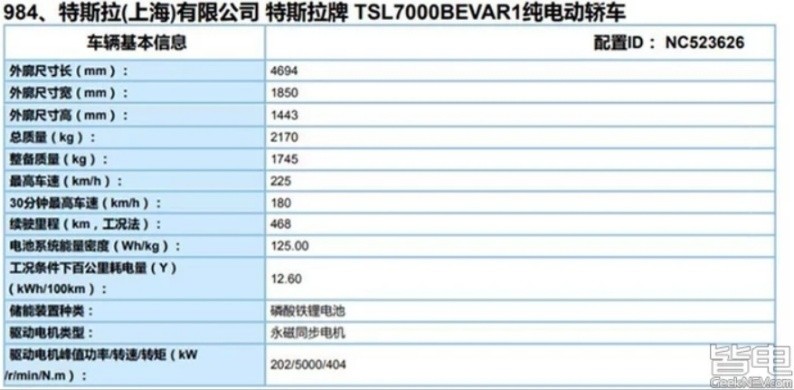 984、特斯拉(上海)有限公司 特斯拉牌 TSL7000BEVAR1纯电动轿车
车辆基本信息 配置ID： NC523626
外廓尺寸长（mm）： 4694
外廓尺寸宽（mm）： 1850
外廓尺寸高（mm）： 1443
总质量（kg）： 2170
整备质量（kg）： 1745
最高车速（km/h）： 225
30分钟最高车速（km/h）： 180
续驶里程（km，工况法）： 468
电池系统能量密度（Wh/kg）： 125.00
工况条件下百公里耗电量（Y）
（kWh/100km）： 12.60
储能装置种类： 磷酸铁锂电池
驱动电机类型： 永磁同步电机
驱动电机峰值功率/转速/转矩（kW
/r/min/N.m）： 202/5000/404
皆电
GeekNEV.com